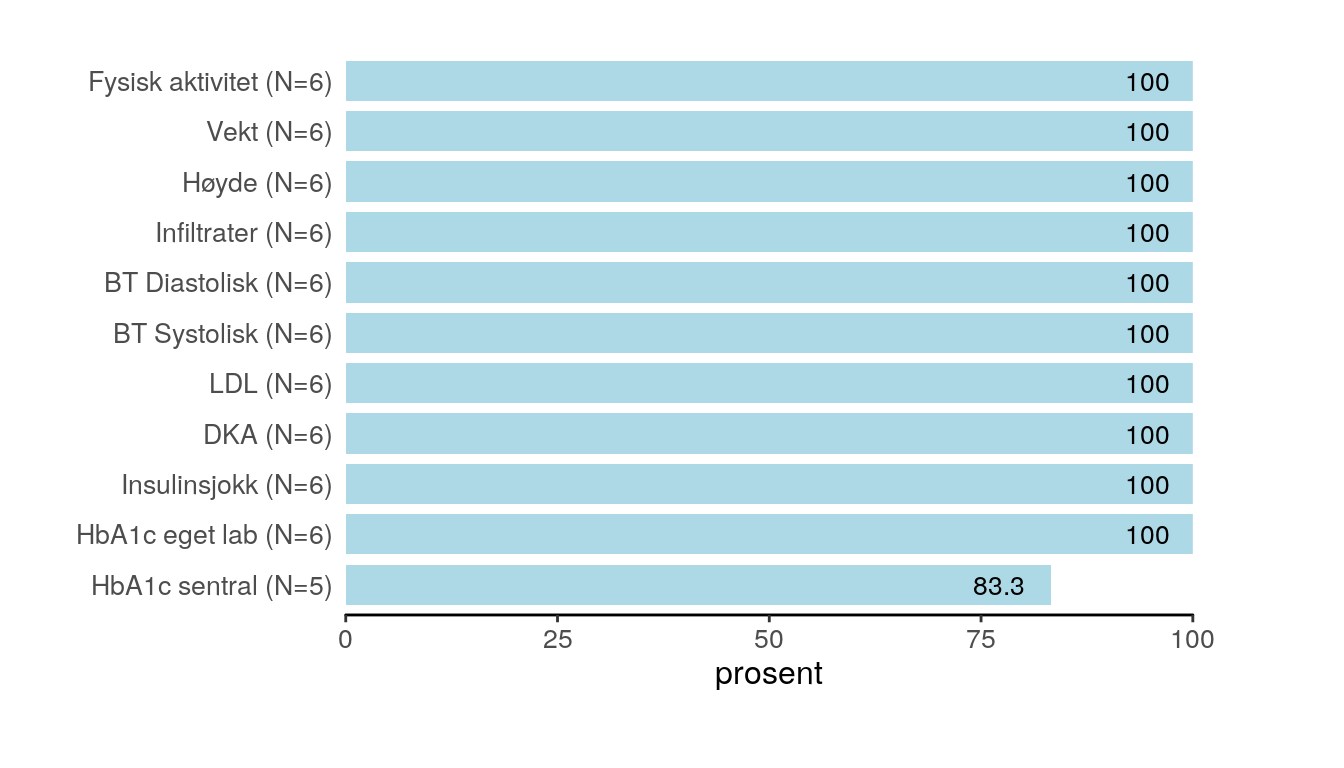 Fysisk aktivitet (N=6) 100
Vekt (N=6) 100
Høyde (N=6) 100
Infiltrater (N=6) 100
BT Diastolisk (N=6) 100
BT Systolisk (N=6) 100
LDL (N=6) 100
DKA (N=6) 100
Insulinsjokk (N=6) 100
HbA1c eget lab (N=6) 100
HbA1c sentral (N=5) 83.3
0 25 50 75 100
prosent